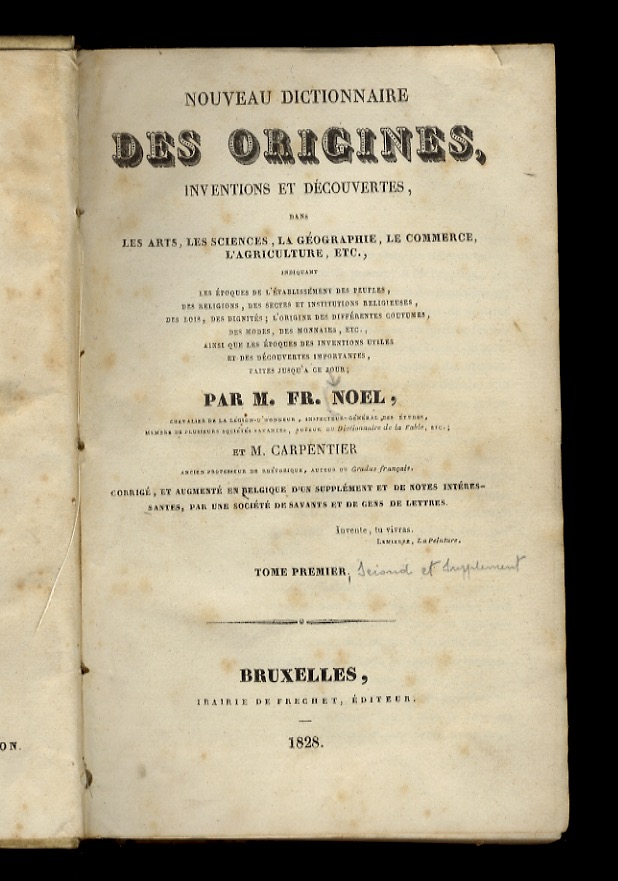 NOUVEAU DICTIONNAIRE
DES ORIGINES,
INVENTIONS ET DÉCOUVERTES,
DANS
LES ARTS, LES SCIENCES, LA GÉOGRAPHIE, LE COMMERCE,
L'AGRICULTURE, ETC.,
INDIQUANT
LES ÉPOQUES DE L'ÉTABLISSEMENT DES PEUPLES,
DES RELIGIONS, DES SECTES ET INSTITUTIONS RELIGIEUSES,
DES LOIS, DES DIGNITÉS; L'ORIGINE DES DIFFÉRENTES COUTUMES,
DES MODES, DES MONNAIES, ETC.,
AINSI QUE LES ÉPOQUES DES INVENTIONS UTILES
ET DES DÉCOUVERTES IMPORTANTES,
FAITES JUSQU'A CE JOUR;
PAR M. FR. NOEL,
CHEVALIER DE LA LÉGION-D'HONNEUR, INSPECTEUR-GÉNÉRAL DES ÉTUDES,
MEMBRE DE PLUSIEURS SOCIÉTÉS SAVANTES, AUTEUR DU Dictionnaire de la Fable, ETC.;
ET M. CARPENTIER
ANCIEN PROFESSEUR DE RHÉTORIQUE, AUTEUR DU Gradus français.
CORRIGÉ, ET AUGMENTÉ EN BELGIQUE D'UN SUPPLÉMENT ET DE NOTES INTÉRES-
SANTES, PAR UNE SOCIÉTÉ DE SAVANTS ET DE GENS DE LETTRES.
Invente, tu vivras.
LEMIERRE, La Peinture.
TOME PREMIER, Second et Supplement
BRUXELLES,
IRAIRIE DE FRECHET, ÉDITEUR.
1828.
ON.